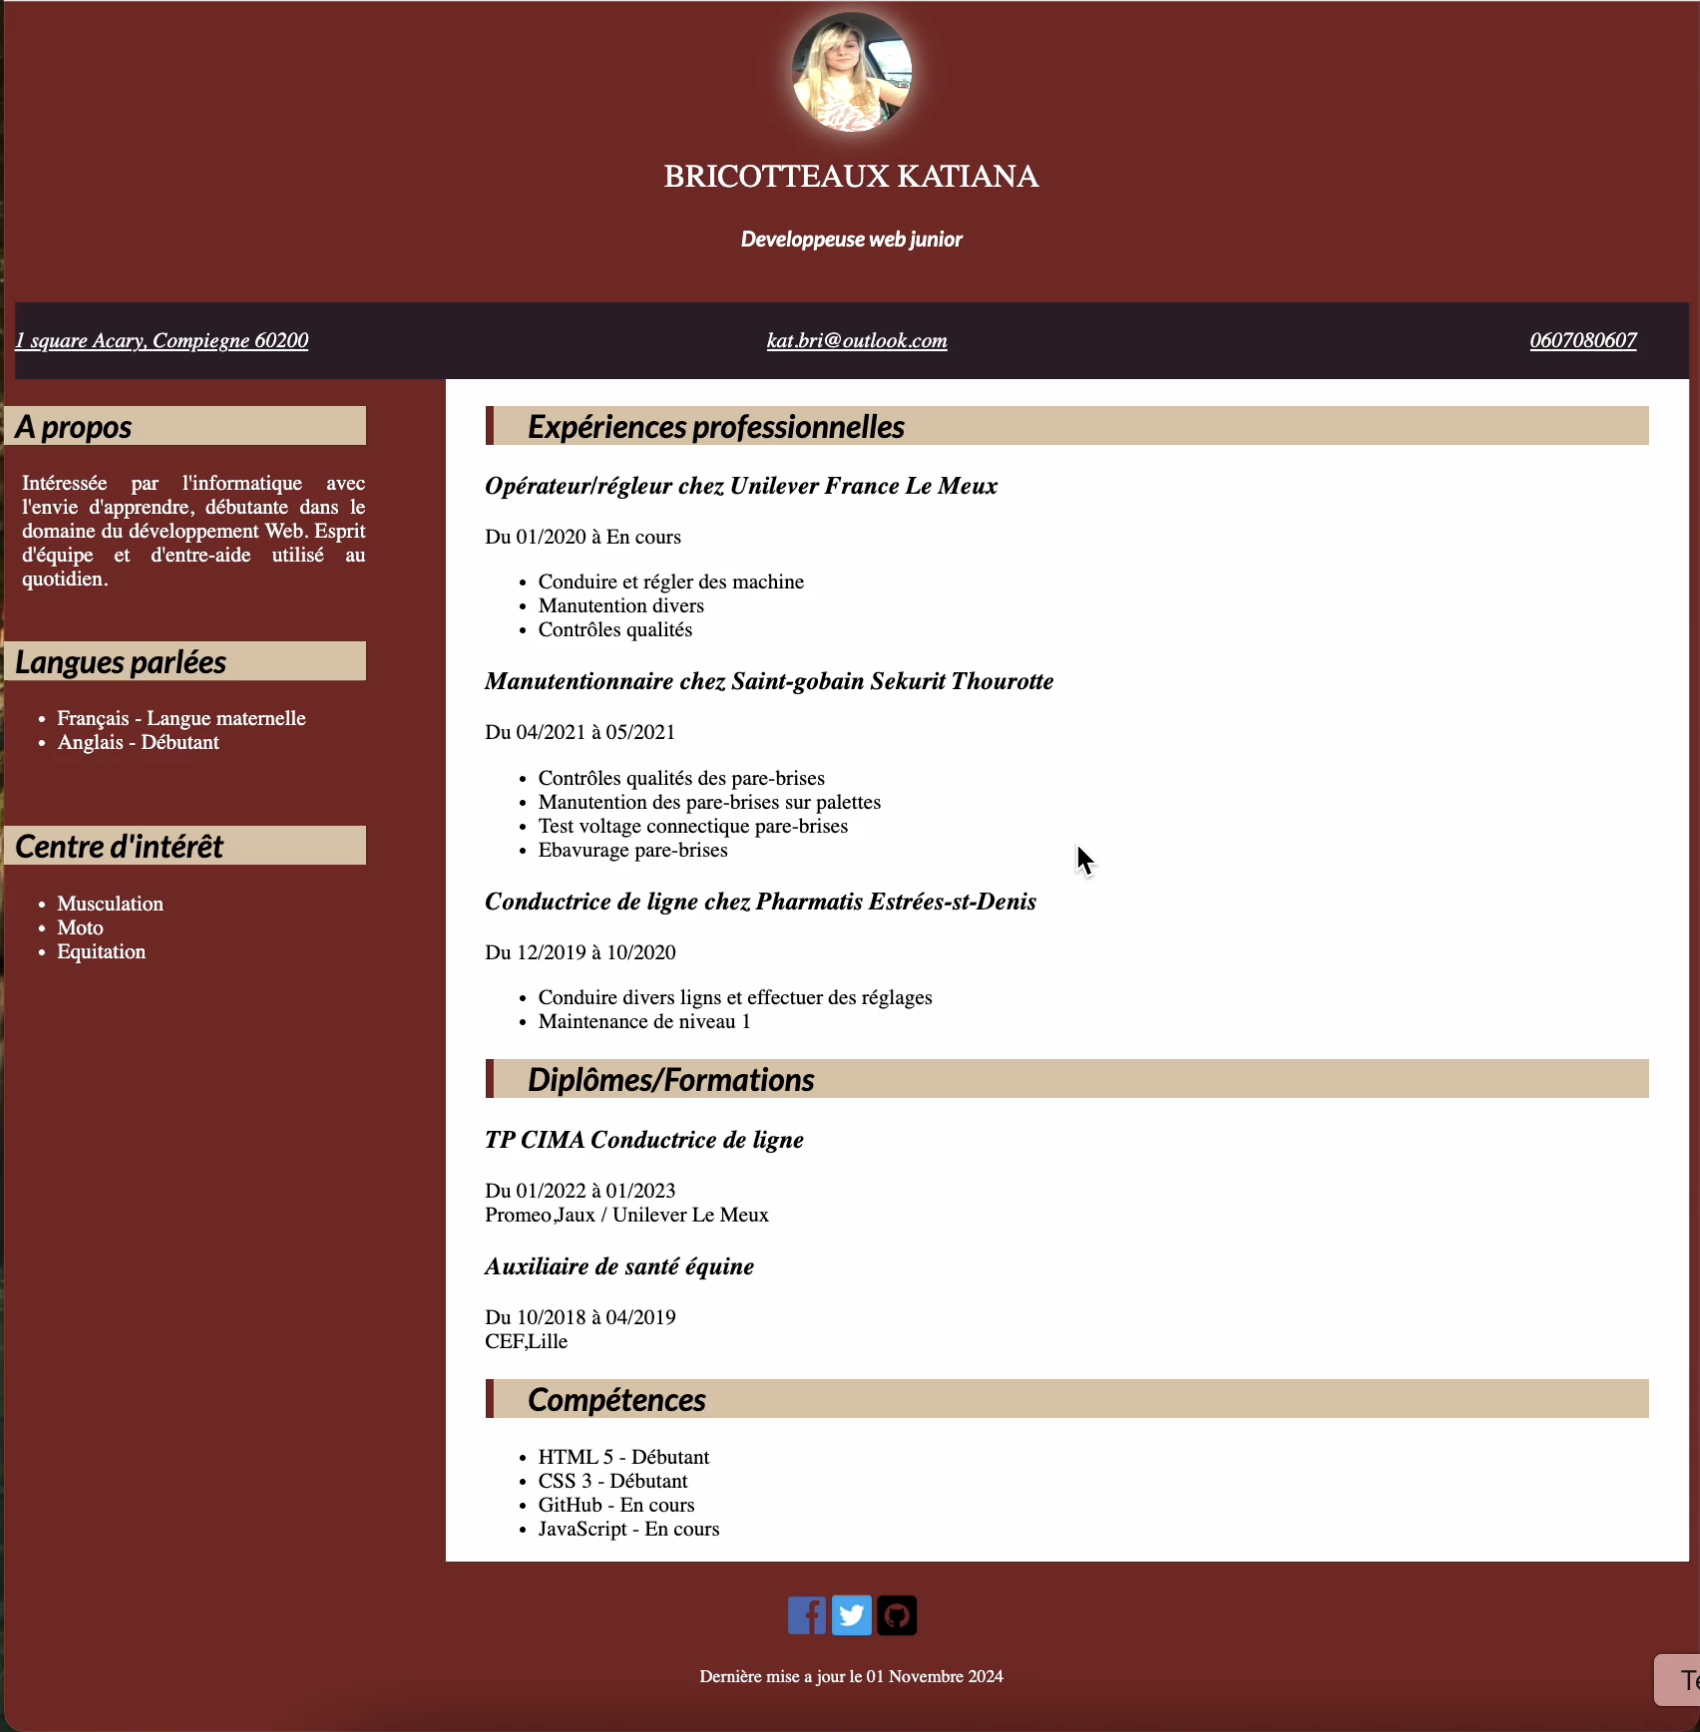 BRICOTTEAUX KATIANA
Developpeuse web junior
1 square Acary, Compiegne 60200
kat.bri@outlook.com
0607080607
A propos
Intéressée par l'informatique avec
l'envie d'apprendre, débutante dans le
domaine du développement Web. Esprit
d'équipe et d'entre-aide utilisé au
quotidien.
Langues parlées
• Français - Langue maternelle
• Anglais - Débutant
Centre d'intérêt
• Musculation
• Moto
• Equitation
Expériences professionnelles
Opérateur/régleur chez Unilever France Le Meux
Du 01/2020 à En cours
• Conduire et régler des machine
• Manutention divers
• Contrôles qualités
Manutentionnaire chez Saint-gobain Sekurit Thourotte
Du 04/2021 à 05/2021
• Contrôles qualités des pare-brises
• Manutention des pare-brises sur palettes
• Test voltage connectique pare-brises
• Ebavurage pare-brises
Conductrice de ligne chez Pharmatis Estrées-st-Denis
Du 12/2019 à 10/2020
• Conduire divers ligns et effectuer des réglages
• Maintenance de niveau 1
Diplômes/Formations
TP CIMA Conductrice de ligne
Du 01/2022 à 01/2023
Promeo,Jaux / Unilever Le Meux
Auxiliaire de santé équine
Du 10/2018 à 04/2019
CEF,Lille
Compétences
• HTML 5 - Débutant
• CSS 3 - Débutant
• GitHub - En cours
• JavaScript - En cours
Dernière mise a jour le 01 Novembre 2024